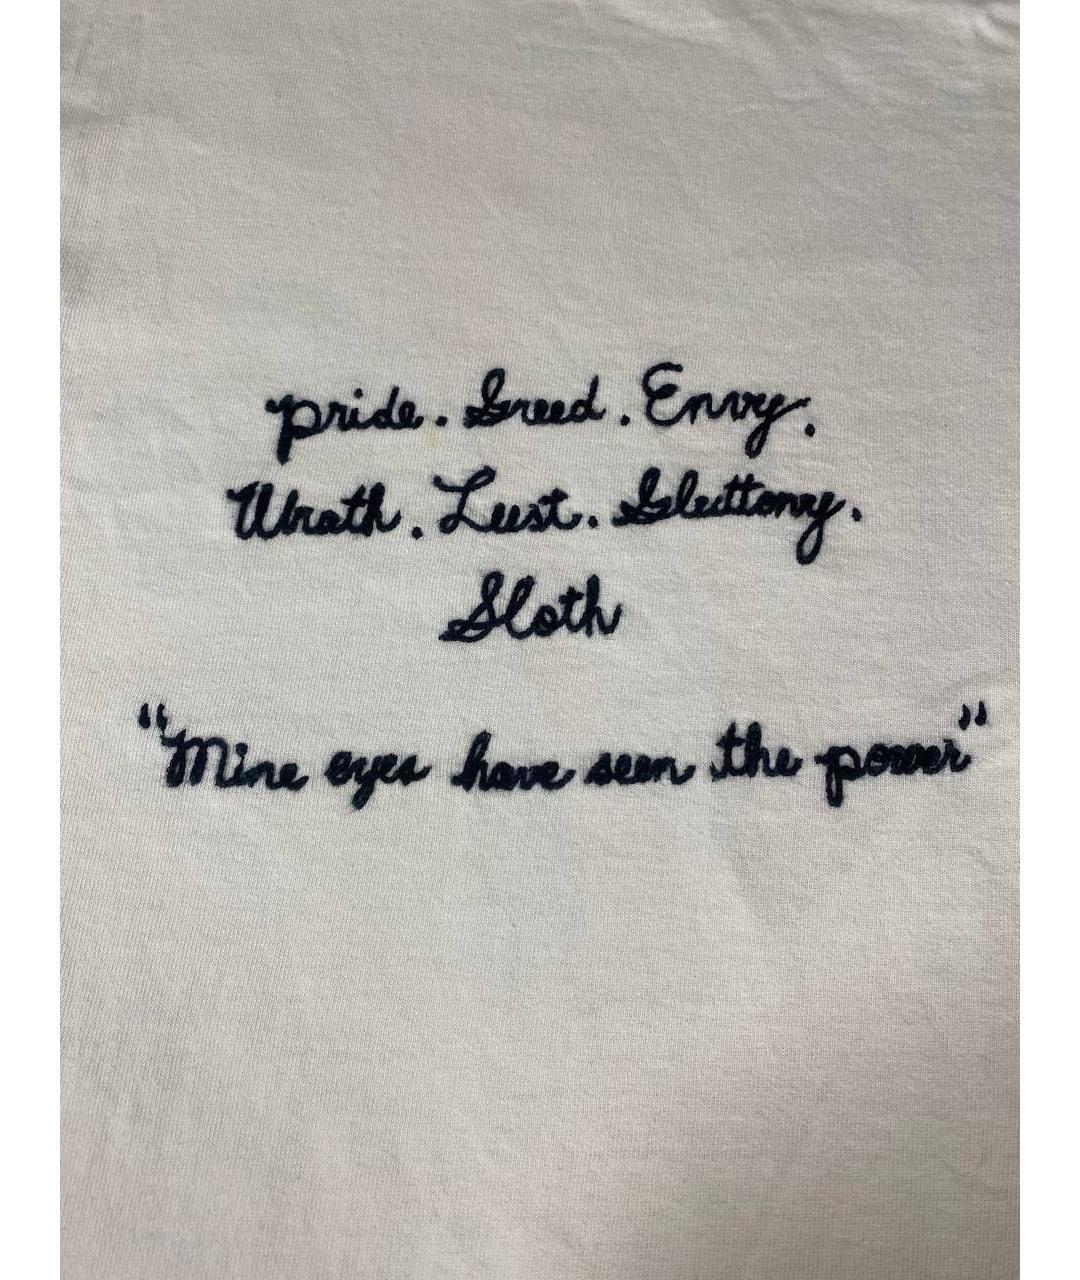 pride. Greed. Envy.
Wrath. Lust. Gluttony.
Sloth
"Mine eyes have seen the power"